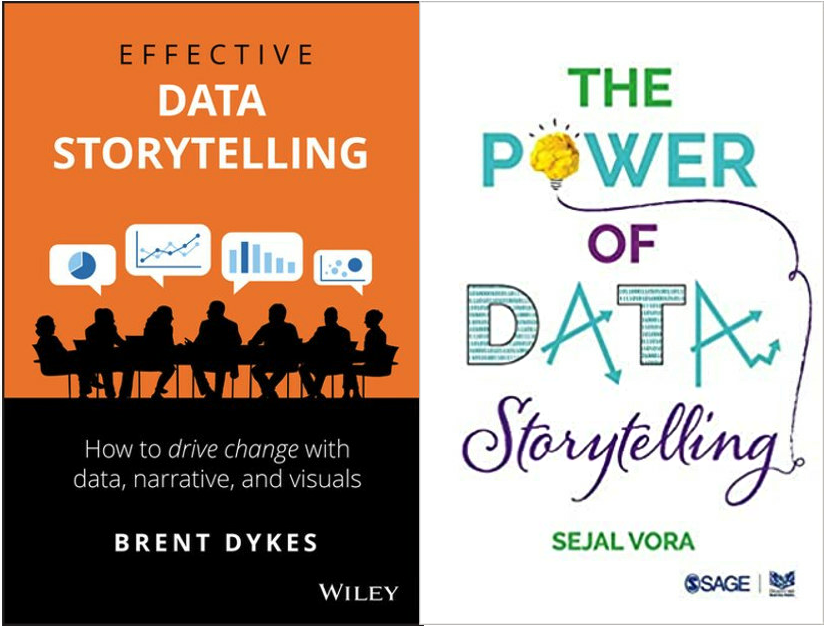 EFFECTIVE
DATA
STORYTELLING
How to drive change with
data, narrative, and visuals
BRENT DYKES
WILEY
THE
POWER
OF
DATA
Storytelling
SEJAL VORA
SAGE